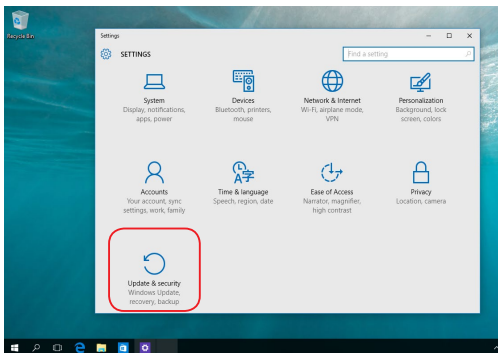 Recycle Bin
Settings
SETTINGS
Find a setting
System
Display, notifications,
apps, power
Devices
Bluetooth, printers,
mouse
Network & Internet
Wi-Fi, airplane mode,
VPN
Personalization
Background, lock
screen, colors
Accounts
Your account, sync
settings, work, family
A字
Time & language
Speech, region, date
Ease of Access
Narrator, magnifier,
high contrast
Privacy
Location, camera
Update & security
Windows Update,
recovery, backup